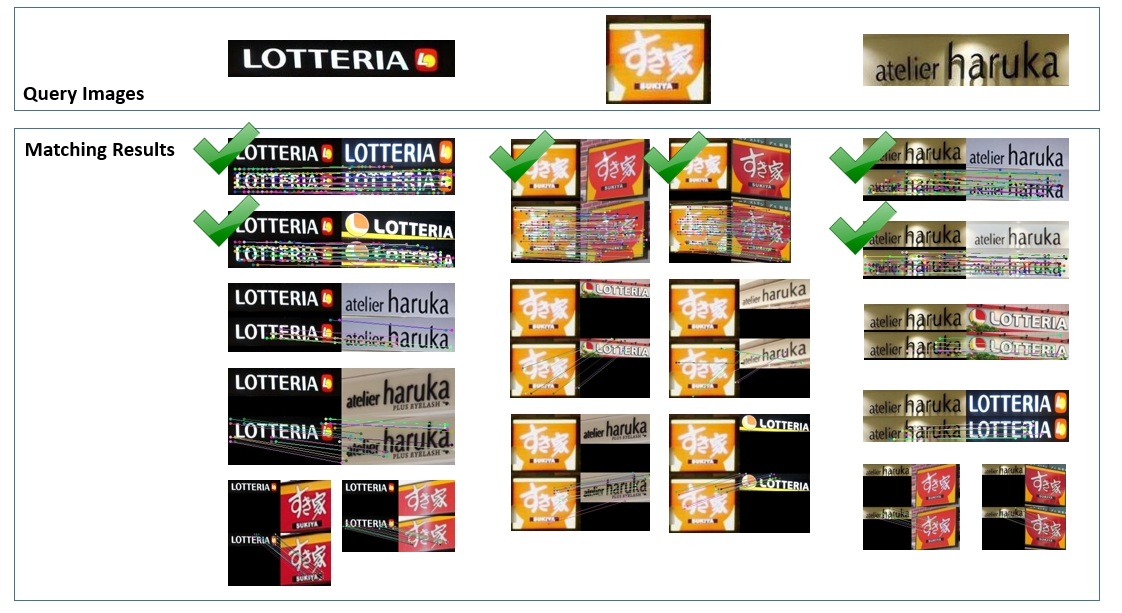 LOTTERIA
すき家
SUKIYA
atelier haruka
Query Images
Matching Results
LOTTERIA LOTTERIA
LOTTERIA LOTTERIA
LOTTERIA LOTTERIA
LOTTERIA LOTTERIA
LOTTERIA atelier haruka
LOTTERIA atelier haruka
LOTTERIA atelier haruka
PLUS EYELASH
LOTTERIA atelier haruka
PLUS EYELASH
LOTTERIA すき家
SUKIYA
LOTTERIA すき家
SUKIYA
LOTTERIA すき家
LOTTERIA すき家
すき家 すき家
すき家 すき家
すき家 すき家
すき家 すき家
すき家 LOTTERIA
すき家 LOTTERIA
すき家 atelier haruka
すき家 atelier haruka
すき家 atelier haruka
PLUS EYELASH
すき家 atelier haruka
PLUS EYELASH
すき家 LOTTERIA
すき家 LOTTERIA
haruka atelier haruka
atelier haruka atelier haruka
atelier haruka atelier haruka
atelier haruka atelier haruka
atelier haruka LOTTERIA
atelier haruka LOTTERIA
atelier haruka LOTTERIA
atelier haruka LOTTERIA
atelier haruka すき家
atelier haruka すき家
atelier haruka すき家
atelier haruka すき家